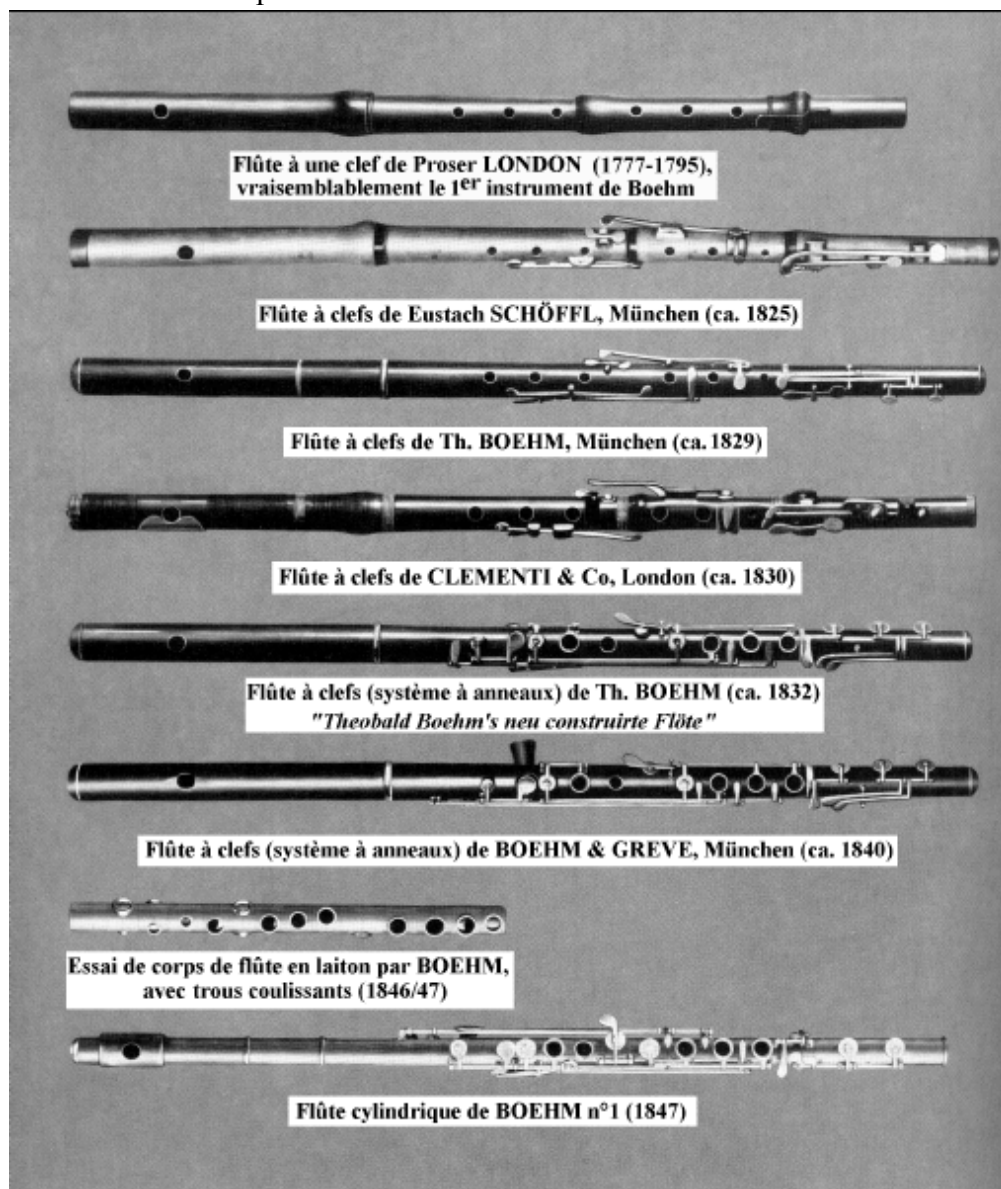 Flûte à une clef de Proser LONDON (1777-1795),
vraisemblablement le 1er instrument de Boehm
Flûte à clefs de Eustach SCHÖFFL, München (ca. 1825)
Flûte à clefs de Th. BOEHM, München (ca. 1829)
Flûte à clefs de CLEMENTI & Co, London (ca. 1830)
Flûte à clefs (système à anneaux) de Th. BOEHM (ca. 1832)
"Theobald Boehm's neu construirte Flöte"
Flûte à clefs (système à anneaux) de BOEHM & GREVE, München (ca. 1840)
Essai de corps de flûte en laiton par BOEHM,
avec trous coulissants (1846/47)
Flûte cylindrique de BOEHM n°1 (1847)